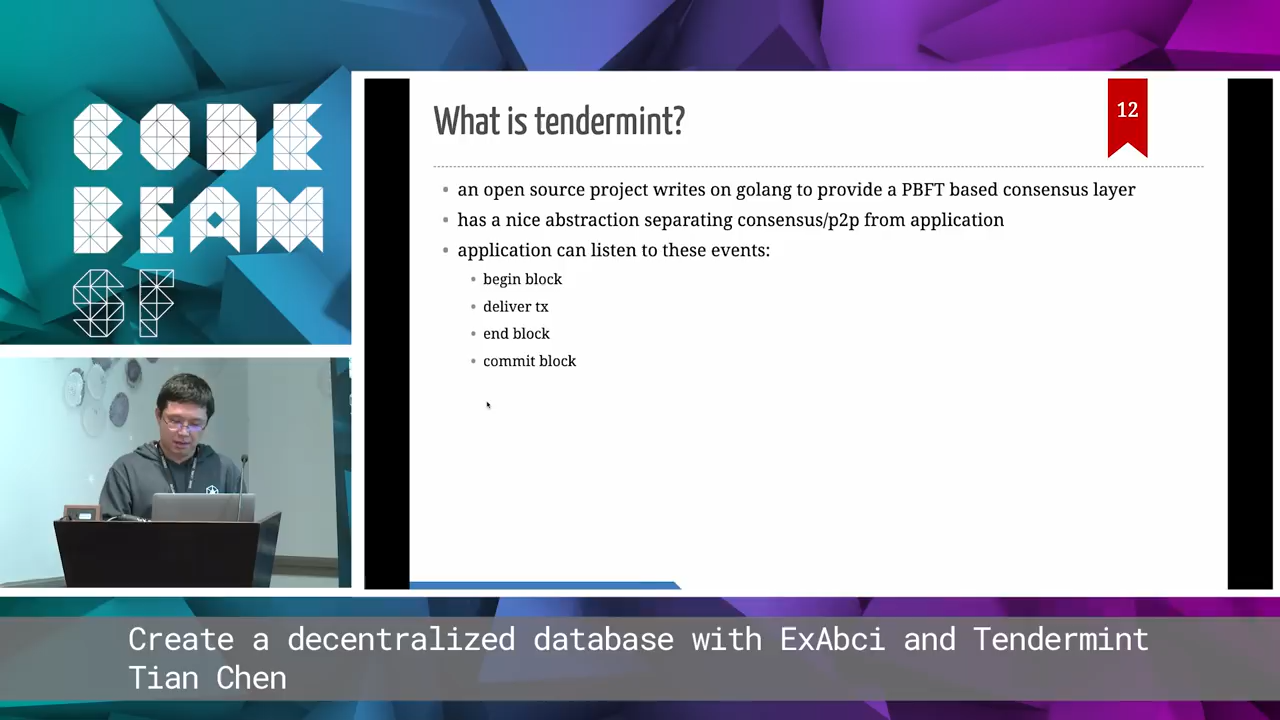 CODE
BEAM
SF
What is tendermint?
12
an open source project writes on golang to provide a PBFT based consensus layer
has a nice abstraction separating consensus/p2p from application
application can listen to these events:
begin block
deliver tx
end block
commit block
Create a decentralized database with ExAbci and Tendermint
Tian Chen